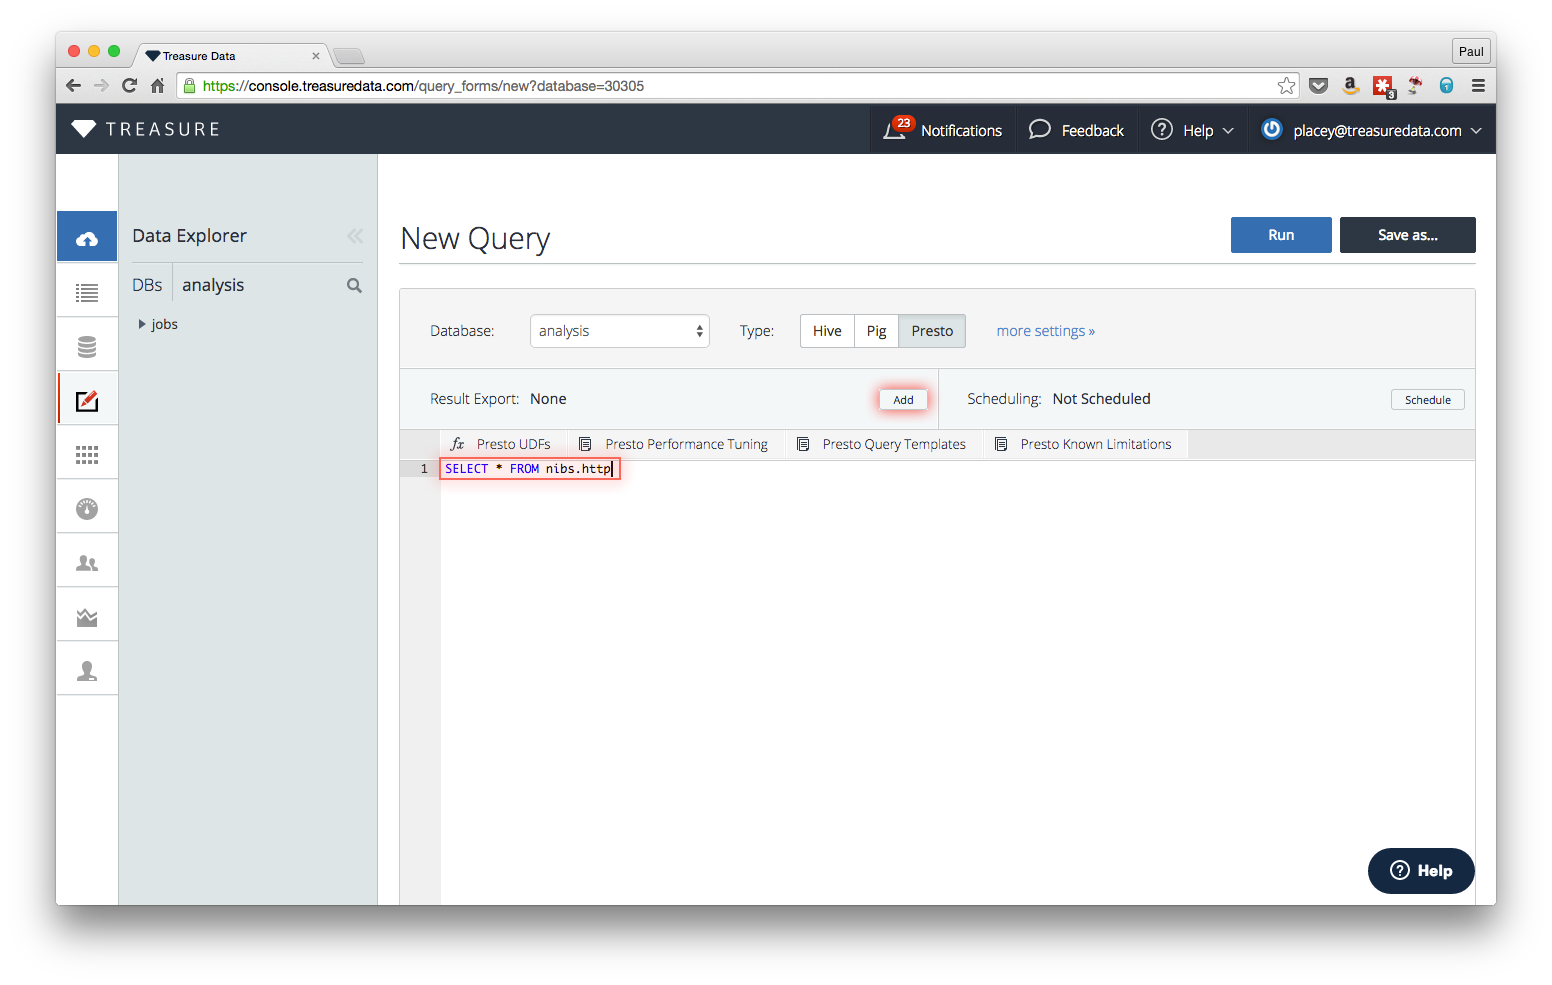 Treasure Data
Paul
https://console.treasuredata.com/query_forms/new?database=30305
3
TREASURE
23 Notifications
Feedback
Help
placey@treasuredata.com
Data Explorer
DBs analysis
jobs
New Query
Run
Save as...
Database: analysis
Type: Hive Pig Presto
more settings »
Result Export: None
Add
Scheduling: Not Scheduled
Schedule
fx Presto UDFs
Presto Performance Tuning
Presto Query Templates
Presto Known Limitations
1 SELECT * FROM nibs.http
Help